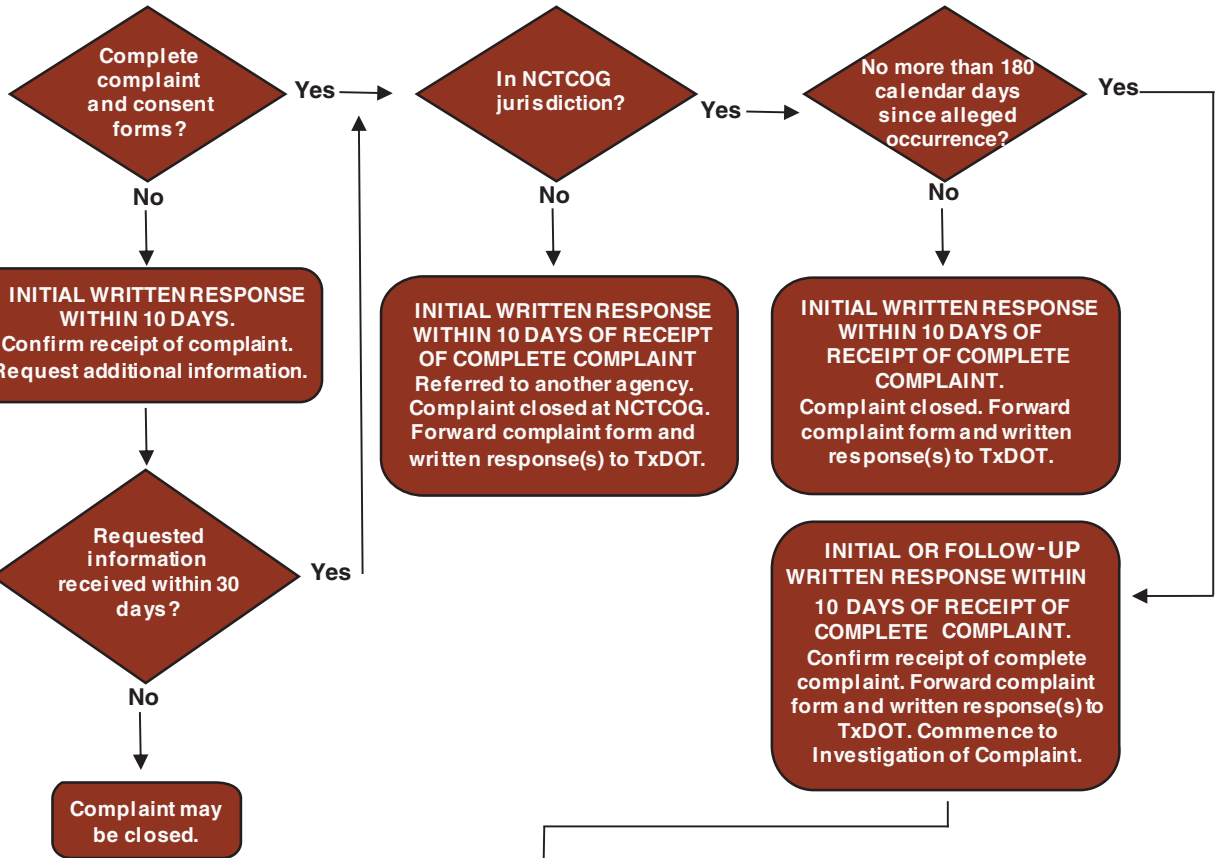 Complete
complaint
and consent
forms?
Yes
No
In NCTCOG
jurisdiction?
Yes
No
No more than 180
calendar days
since alleged
occurrence?
Yes
No
INITIAL WRITTEN RESPONSE
WITHIN 10 DAYS.
Confirm receipt of complaint.
Request additional information.
INITIAL WRITTEN RESPONSE
WITHIN 10 DAYS OF RECEIPT
OF COMPLETE COMPLAINT
Referred to another agency.
Complaint closed at NCTCOG.
Forward complaint form and
written response(s) to TxDOT.
INITIAL WRITTEN RESPONSE
WITHIN 10 DAYS OF
RECEIPT OF COMPLETE
COMPLAINT.
Complaint closed. Forward
complaint form and written
response(s) to TxDOT.
Requested
information
received within 30
days?
Yes
No
INITIAL OR FOLLOW-UP
WRITTEN RESPONSE WITHIN
10 DAYS OF RECEIPT OF
COMPLETE COMPLAINT.
Confirm receipt of complete
complaint. Forward complaint
form and written response(s) to
TxDOT. Commence to
Investigation of Complaint.
Complaint may
be closed.